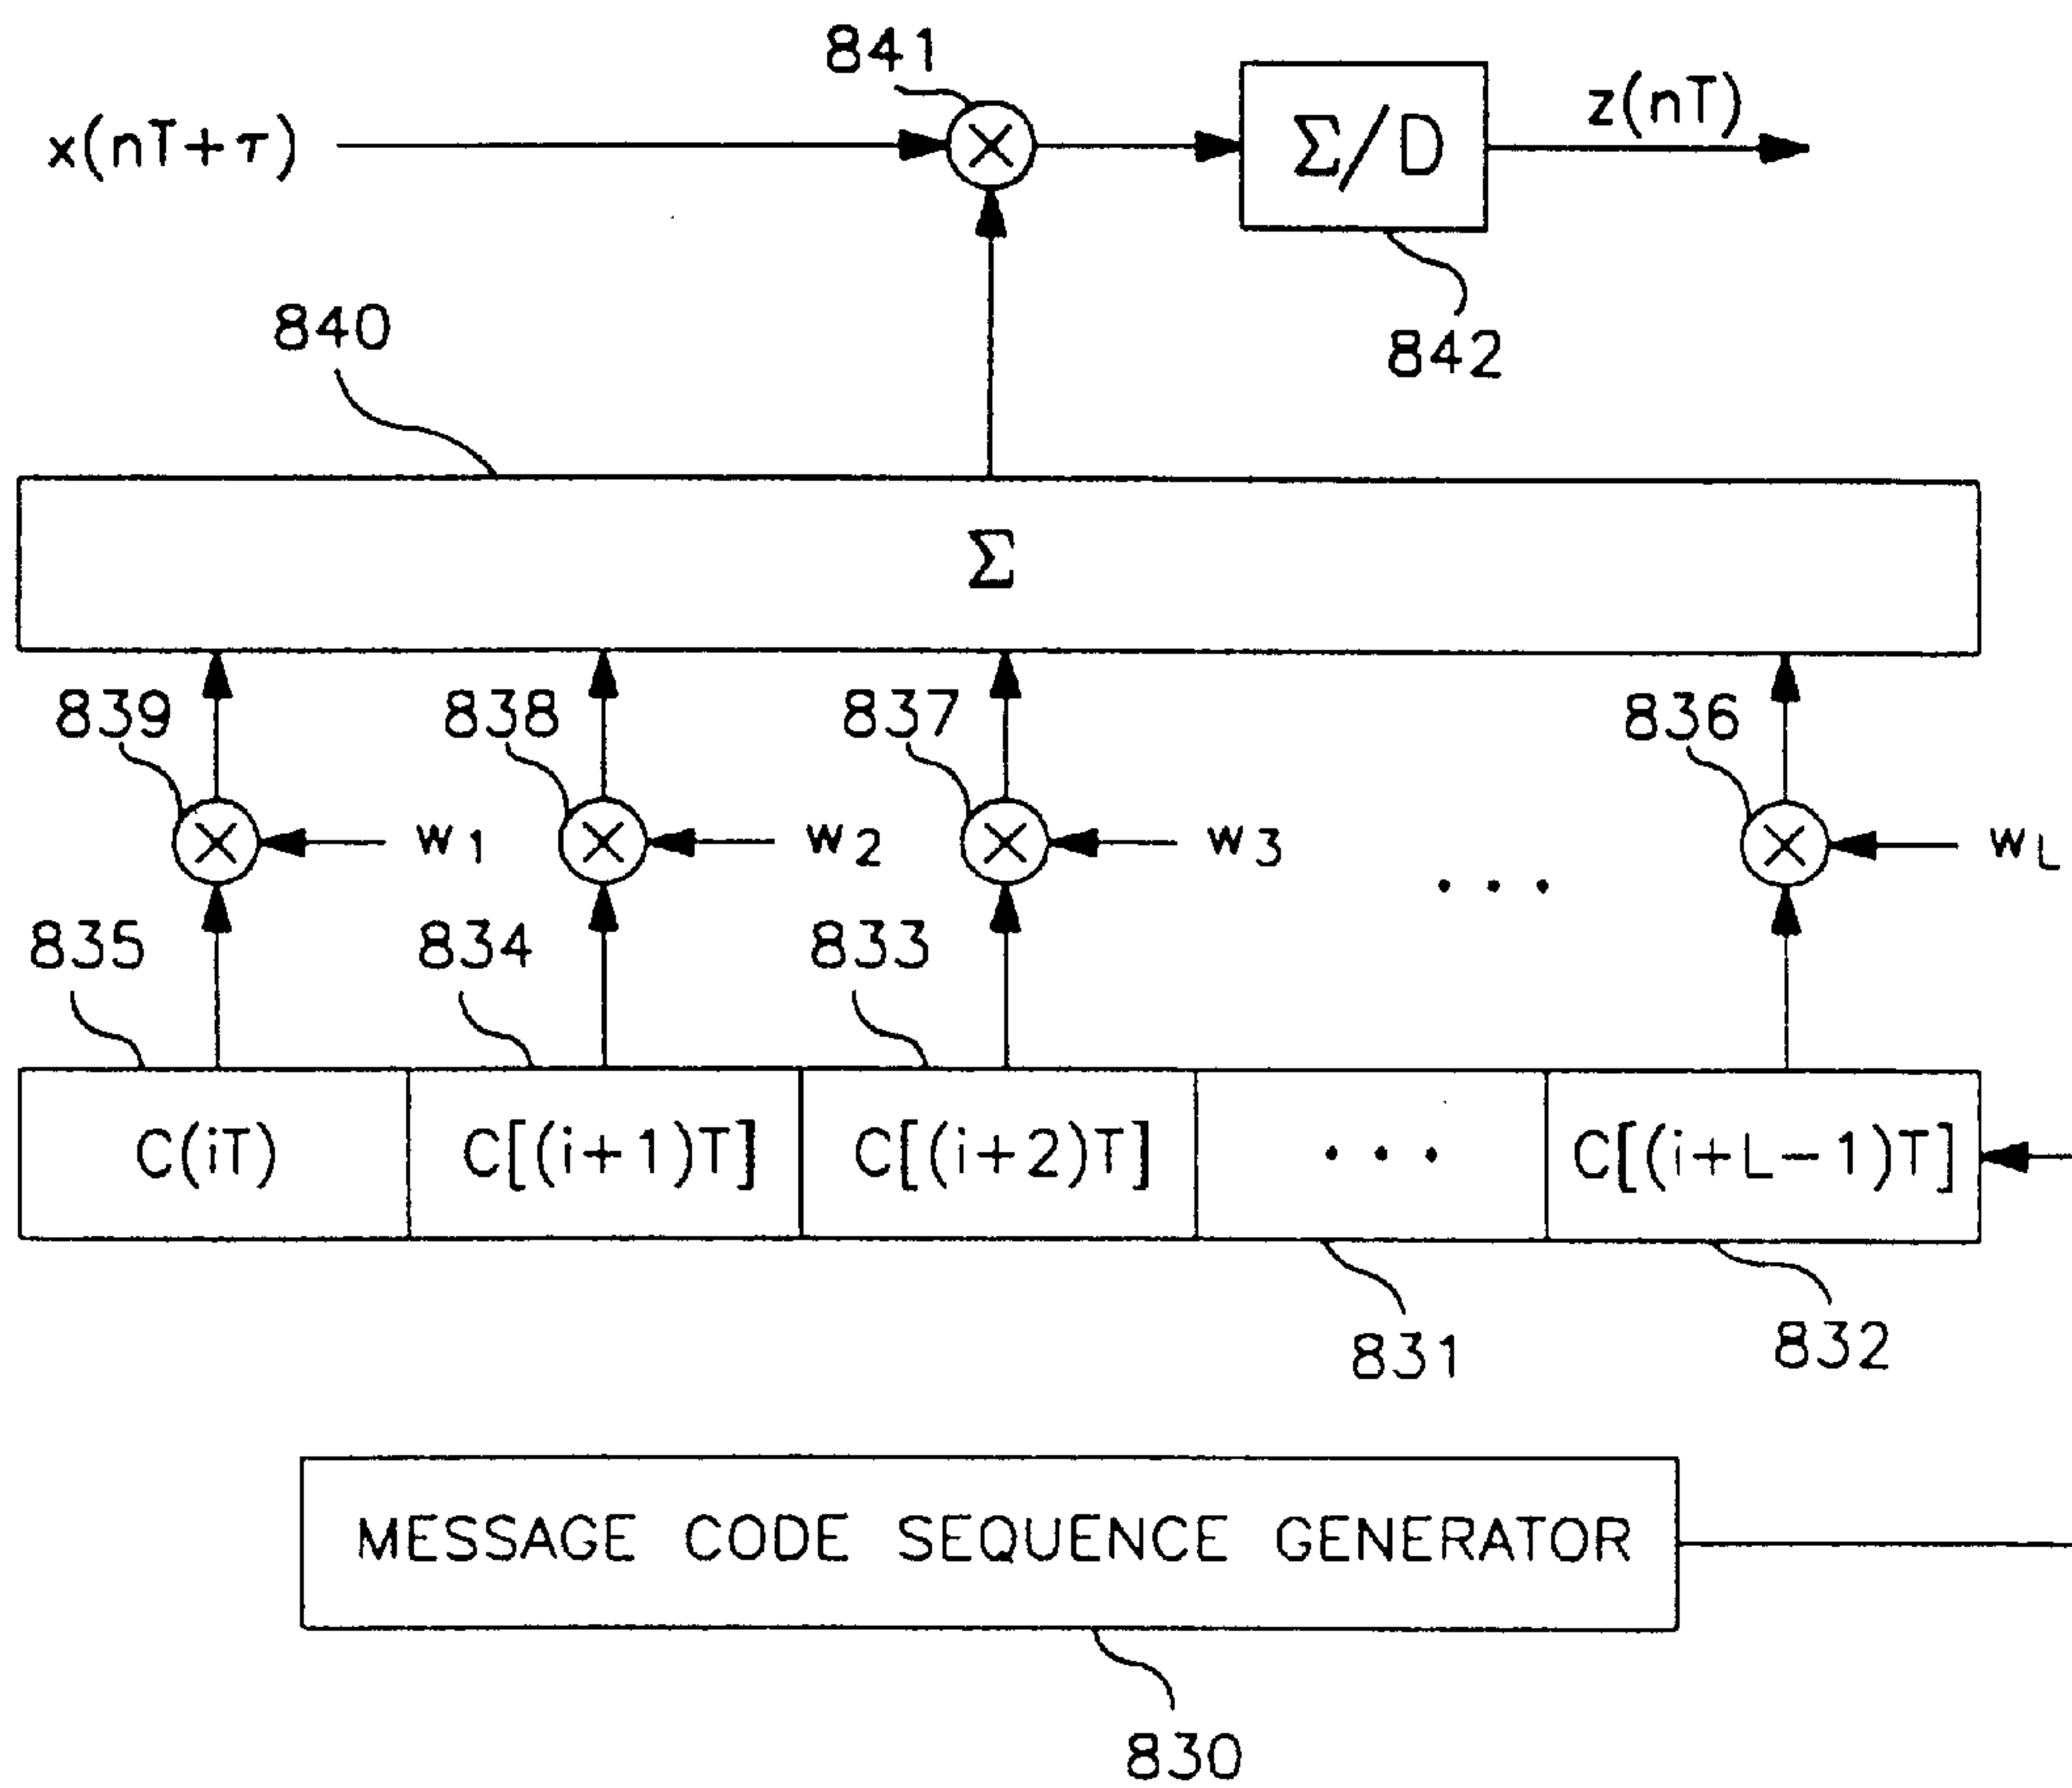 841
x(nT+τ)
Σ/D
z(nT)
842
840
Σ
839
838
837
836
w1
w2
w3
...
wL
835
834
833
C(iT)
C[(i+1)T]
C[(i+2)T]
...
C[(i+L-1)T]
831
832
MESSAGE CODE SEQUENCE GENERATOR
830